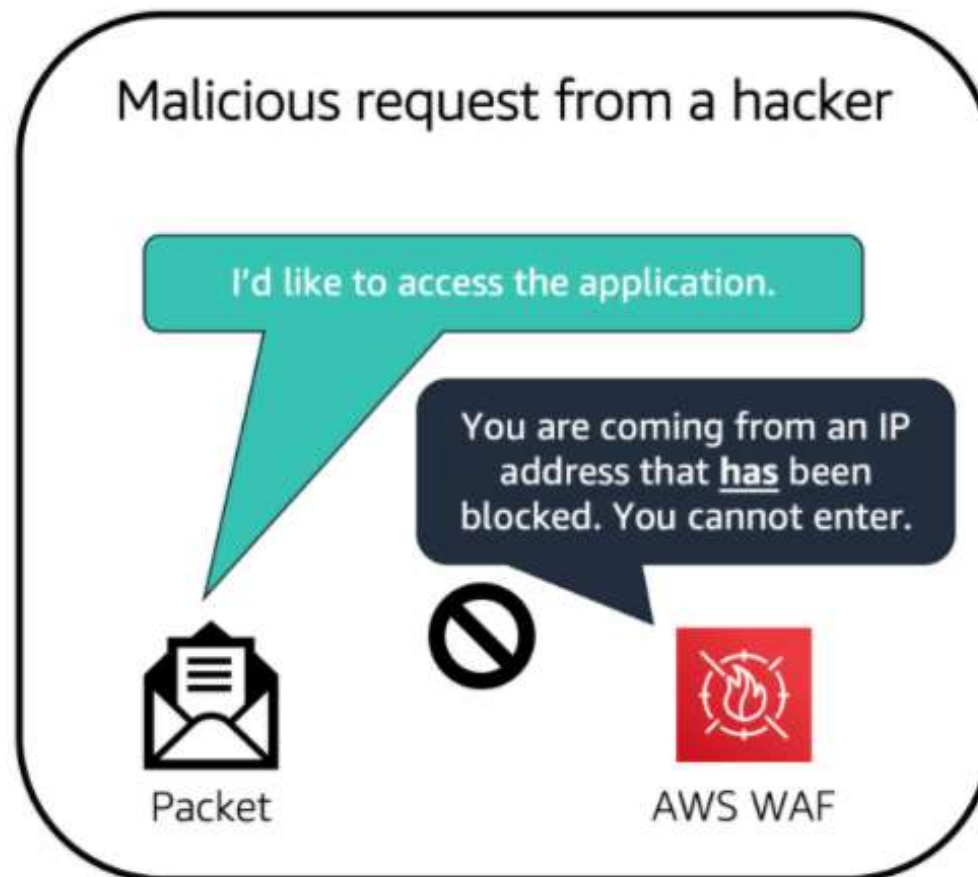 Malicious request from a hacker
I'd like to access the application.
You are coming from an IP
address that has been
blocked. You cannot enter.
Packet
AWS WAF